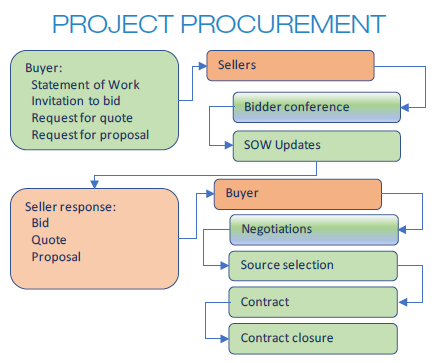 PROJECT PROCUREMENT
Buyer:
Statement of Work
Invitation to bid
Request for quote
Request for proposal
Sellers
Bidder conference
SOW Updates
Seller response:
Bid
Quote
Proposal
Buyer
Negotiations
Source selection
Contract
Contract closure